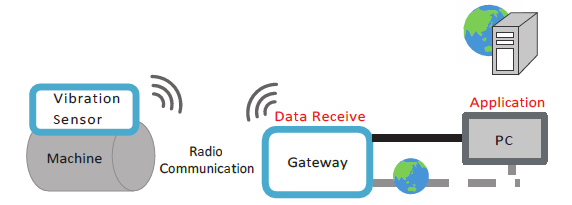 Vibration
Sensor
Machine
Radio
Communication
Data Receive
Gateway
Application
PC